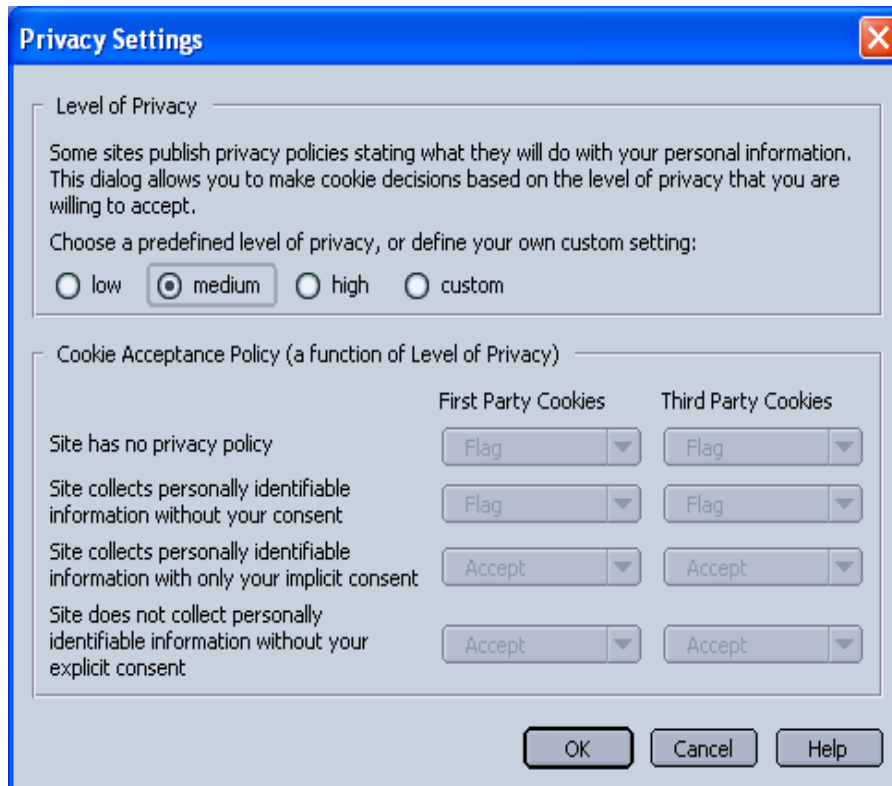 Privacy Settings
Level of Privacy
Some sites publish privacy policies stating what they will do with your personal information.
This dialog allows you to make cookie decisions based on the level of privacy that you are
willing to accept.
Choose a predefined level of privacy, or define your own custom setting:
low medium high custom
Cookie Acceptance Policy (a function of Level of Privacy)
First Party Cookies Third Party Cookies
Site has no privacy policy Flag Flag
Site collects personally identifiable
information without your consent Flag Flag
Site collects personally identifiable
information with only your implicit consent Accept Accept
Site does not collect personally
identifiable information without your
explicit consent Accept Accept
OK Cancel Help